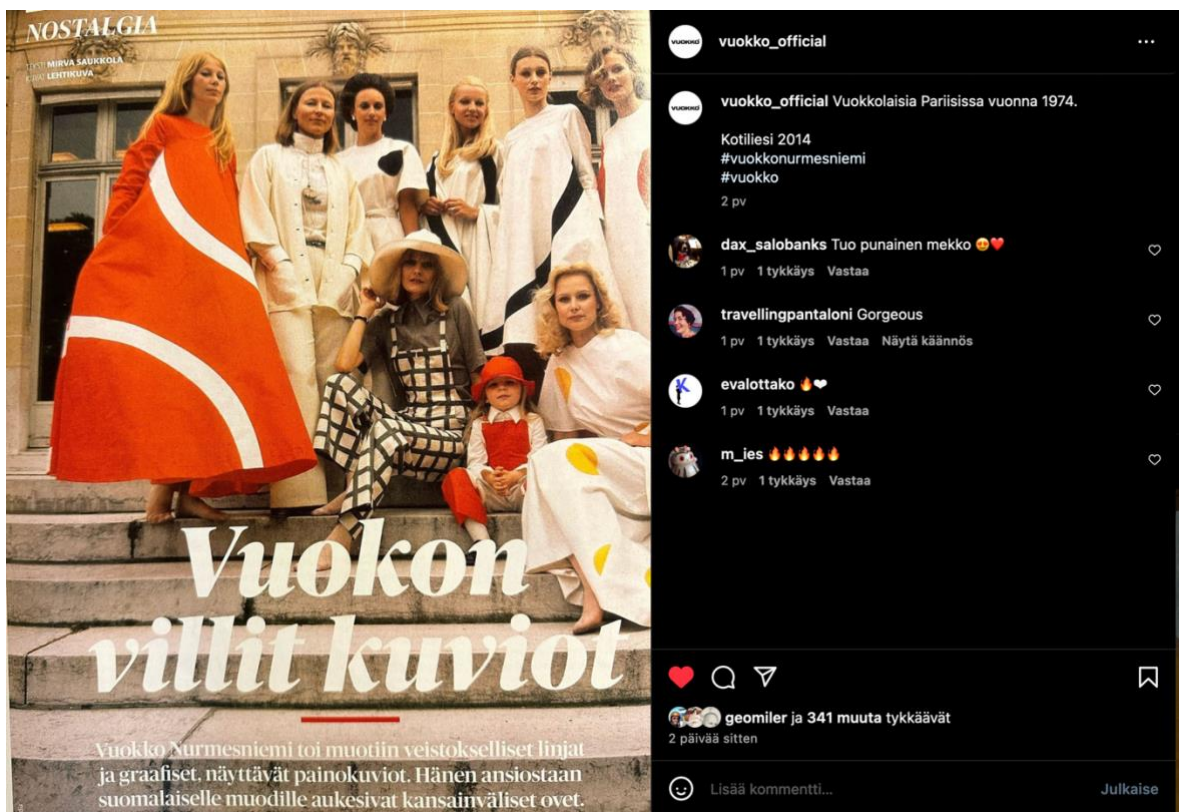 NOSTALGIA
TEKSTI MIRVA SAUKKOLA
KUVAT LEHTIKUVA
Vuokon
villit kuviot
Vuokko Nurmesniemi toi muotiin veistokselliset linjat
ja graafiset, näyttävät painokuviot. Hänen ansiostaan
suomalaiselle muodille aukesivat kansainväliset ovet.
VUOKKO
vuokko_official
VUOKKO
vuokko_official Vuokkolaisia Pariisissa vuonna 1974.
Kotiliesi 2014
#vuokkonurmesniemi
#vuokko
2 pv
dax_salobanks Tuo punainen mekko 😍❤️
1 pv 1 tykkäys Vastaa
travellingpantaloni Gorgeous
1 pv 1 tykkäys Vastaa Näytä käännös
evalottako 🔥❤
1 pv 1 tykkäys Vastaa
K
m_ies 🔥🔥🔥🔥🔥
2 pv 1 tykkäys Vastaa
geomiler ja 341 muuta tykkäävät
2 päivää sitten
Lisää kommentti... Julkaise